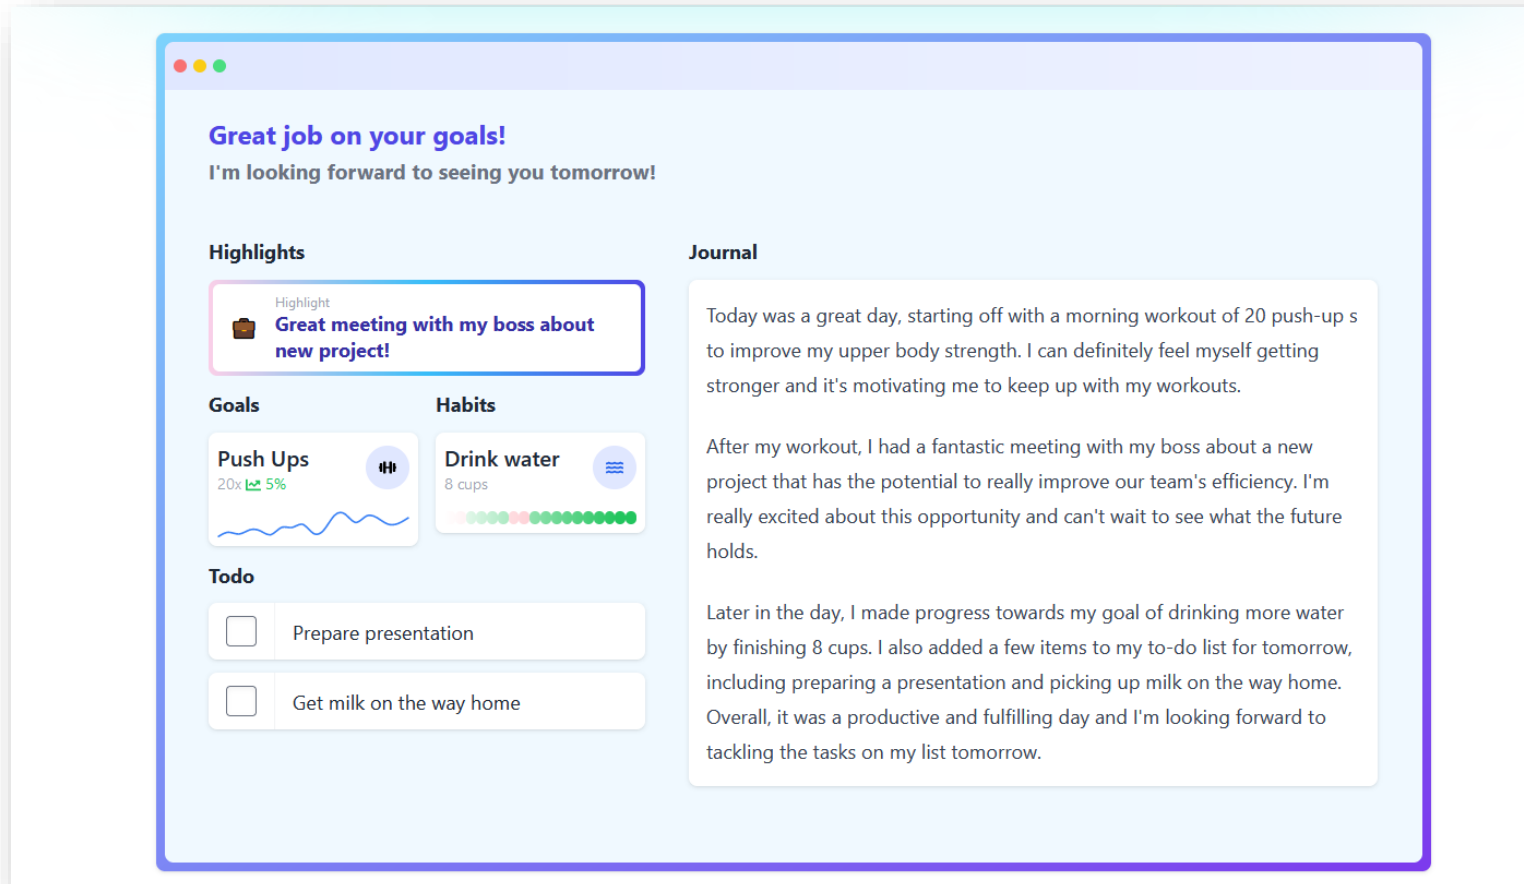 Great job on your goals!
I'm looking forward to seeing you tomorrow!
Highlights
Highlight
Great meeting with my boss about
new project!
Goals
Push Ups
20x 5%
Habits
Drink water
8 cups
Todo
Prepare presentation
Get milk on the way home
Journal
Today was a great day, starting off with a morning workout of 20 push-up s
to improve my upper body strength. I can definitely feel myself getting
stronger and it's motivating me to keep up with my workouts.
After my workout, I had a fantastic meeting with my boss about a new
project that has the potential to really improve our team's efficiency. I'm
really excited about this opportunity and can't wait to see what the future
holds.
Later in the day, I made progress towards my goal of drinking more water
by finishing 8 cups. I also added a few items to my to-do list for tomorrow,
including preparing a presentation and picking up milk on the way home.
Overall, it was a productive and fulfilling day and I'm looking forward to
tackling the tasks on my list tomorrow.